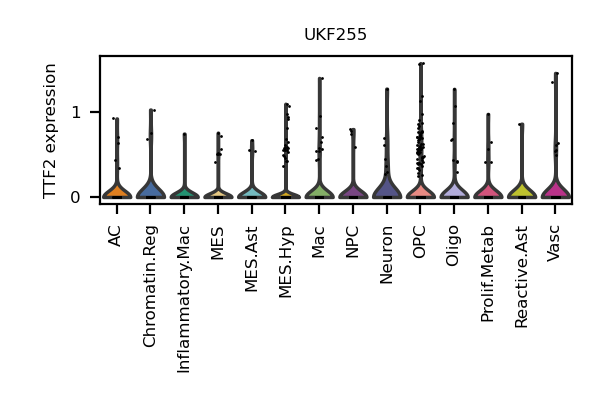 UKF255
TTF2 expression
1
0
AC
Chromatin.Reg
Inflammatory.Mac
MES
MES.Ast
MES.Hyp
Mac
NPC
Neuron
OPC
Oligo
Prolif.Metab
Reactive.Ast
Vasc